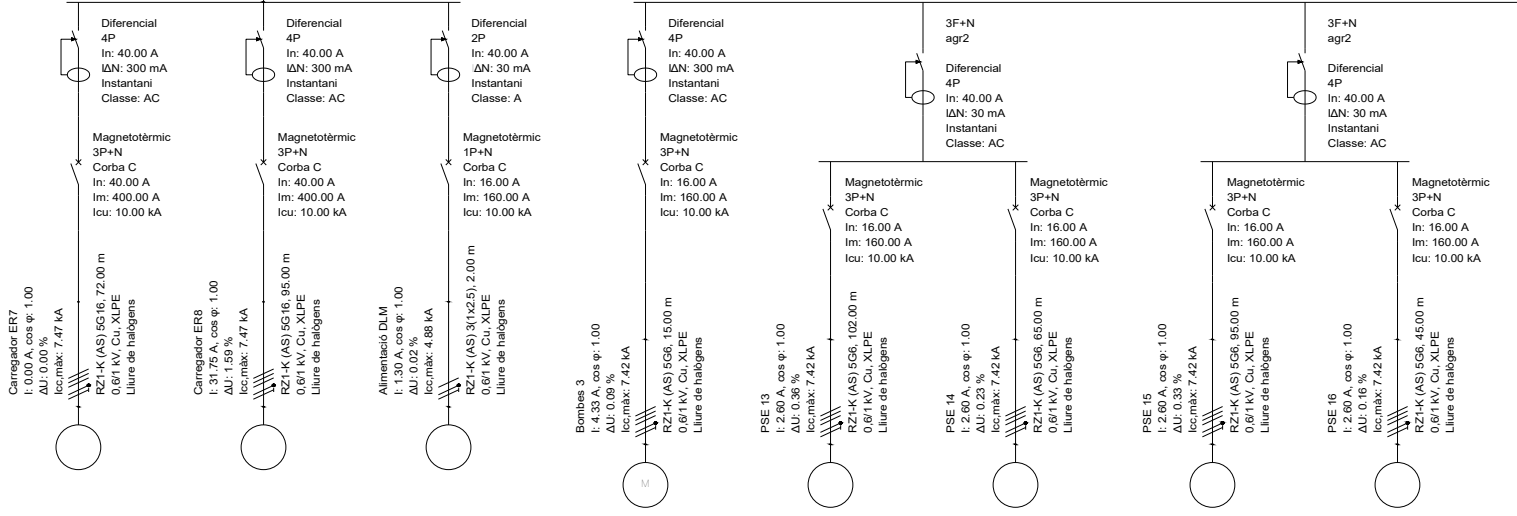 Diferencial
4P
In: 40.00 A
IΔN: 300 mA
Instantani
Classe: AC
Magnetotèrmic
3P+N
Corba C
In: 40.00 A
Im: 400.00 A
Icu: 10.00 kA
Carregador ER7
I: 0.00 A, cos φ: 1.00
ΔU: 0.00 %
Icc,màx: 7.47 kA
RZ1-K (AS) 5G16, 72.00 m
0,6/1 kV, Cu, XLPE
Lliure de halògens
Diferencial
4P
In: 40.00 A
IΔN: 300 mA
Instantani
Classe: AC
Magnetotèrmic
3P+N
Corba C
In: 40.00 A
Im: 400.00 A
Icu: 10.00 kA
Carregador ER8
I: 31.75 A, cos φ: 1.00
ΔU: 1.59 %
Icc,màx: 7.47 kA
RZ1-K (AS) 5G16, 95.00 m
0,6/1 kV, Cu, XLPE
Lliure de halògens
Diferencial
2P
In: 40.00 A
IΔN: 30 mA
Instantani
Classe: A
Magnetotèrmic
1P+N
Corba C
In: 16.00 A
Im: 160.00 A
Icu: 10.00 kA
Alimentació DLM
I: 1.30 A, cos φ: 1.00
ΔU: 0.02 %
Icc,màx: 4.88 kA
RZ1-K (AS) 3(1x2.5), 2.00 m
0,6/1 kV, Cu, XLPE
Lliure de halògens
Diferencial
4P
In: 40.00 A
IΔN: 300 mA
Instantani
Classe: AC
Magnetotèrmic
3P+N
Corba C
In: 16.00 A
Im: 160.00 A
Icu: 10.00 kA
Bombes 3
I: 4.33 A, cos φ: 1.00
ΔU: 0.09 %
Icc,màx: 7.42 kA
RZ1-K (AS) 5G6, 15.00 m
0,6/1 kV, Cu, XLPE
Lliure de halògens
M
3F+N
agr2
Diferencial
4P
In: 40.00 A
IΔN: 30 mA
Instantani
Classe: AC
Magnetotèrmic
3P+N
Corba C
In: 16.00 A
Im: 160.00 A
Icu: 10.00 kA
PSE 13
I: 2.60 A, cos φ: 1.00
ΔU: 0.36 %
Icc,màx: 7.42 kA
RZ1-K (AS) 5G6, 102.00 m
0,6/1 kV, Cu, XLPE
Lliure de halògens
Magnetotèrmic
3P+N
Corba C
In: 16.00 A
Im: 160.00 A
Icu: 10.00 kA
PSE 14
I: 2.60 A, cos φ: 1.00
ΔU: 0.23 %
Icc,màx: 7.42 kA
RZ1-K (AS) 5G6, 65.00 m
0,6/1 kV, Cu, XLPE
Lliure de halògens
3F+N
agr2
Diferencial
4P
In: 40.00 A
IΔN: 30 mA
Instantani
Classe: AC
Magnetotèrmic
3P+N
Corba C
In: 16.00 A
Im: 160.00 A
Icu: 10.00 kA
PSE 15
I: 2.60 A, cos φ: 1.00
ΔU: 0.33 %
Icc,màx: 7.42 kA
RZ1-K (AS) 5G6, 95.00 m
0,6/1 kV, Cu, XLPE
Lliure de halògens
Magnetotèrmic
3P+N
Corba C
In: 16.00 A
Im: 160.00 A
Icu: 10.00 kA
PSE 16
I: 2.60 A, cos φ: 1.00
ΔU: 0.16 %
Icc,màx: 7.42 kA
RZ1-K (AS) 5G6, 45.00 m
0,6/1 kV, Cu, XLPE
Lliure de halògens